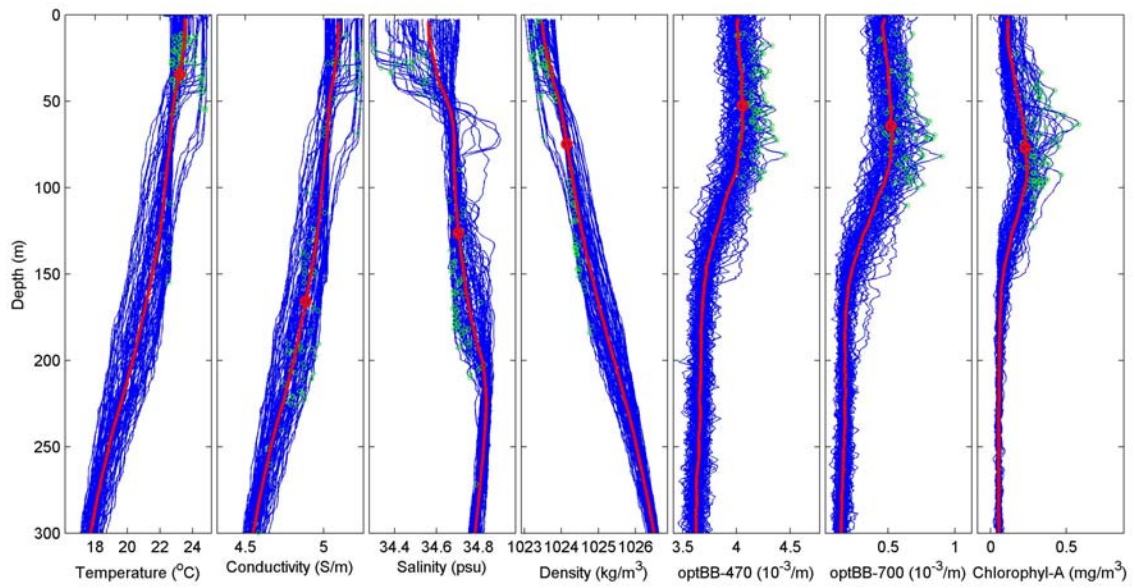 0
50
100
150
200
250
300
Depth (m)
18 20 22 24
4.5 5
34.4 34.6 34.8
1023 1024 1025 1026
3.5 4 4.5
0.5 1
0 0.5
Temperature (°C)
Conductivity (S/m)
Salinity (psu)
Density (kg/m³)
optBB-470 (10⁻³/m)
optBB-700 (10⁻³/m)
Chlorophyl-A (mg/m³)